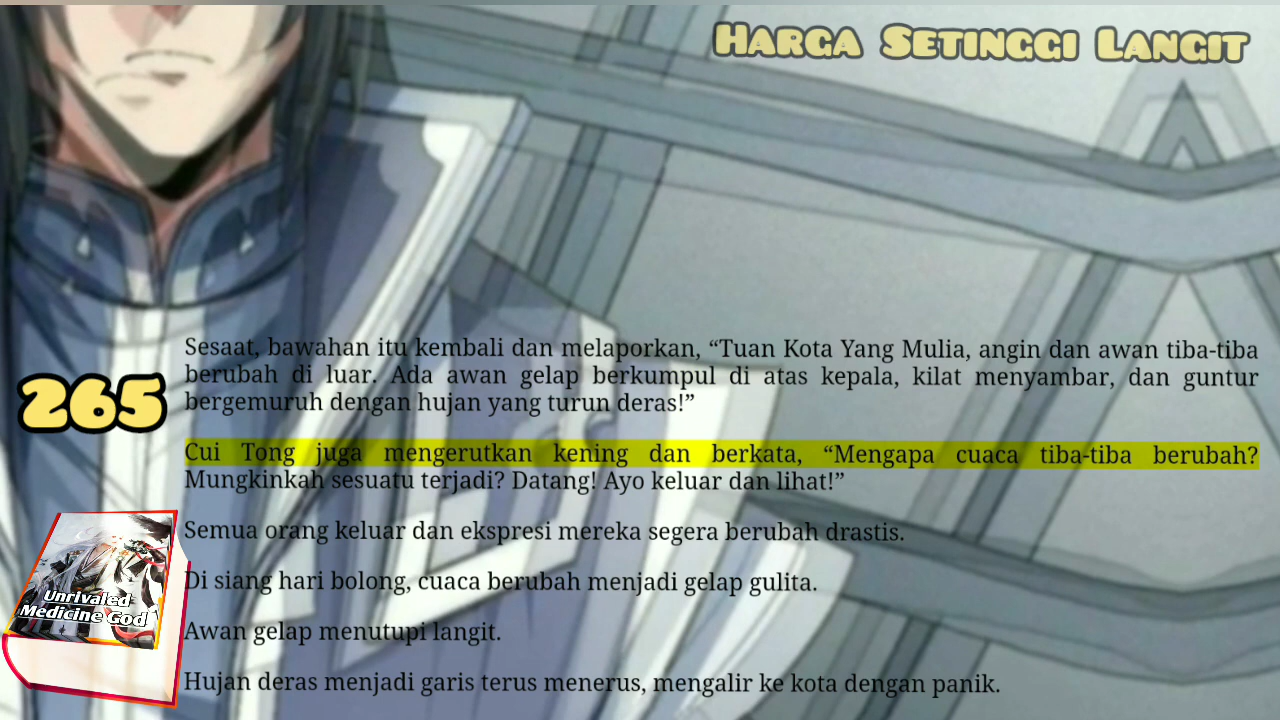 HARGA SETINGGI LANGIT
Sesaat, bawahan itu kembali dan melaporkan, “Tuan Kota Yang Mulia, angin dan awan tiba-tiba
berubah di luar. Ada awan gelap berkumpul di atas kepala, kilat menyambar, dan guntur
bergemuruh dengan hujan yang turun deras!”
265
Cui Tong juga mengerutkan kening dan berkata, “Mengapa cuaca tiba-tiba berubah?
Mungkinkah sesuatu terjadi? Datang! Ayo keluar dan lihat!”
Semua orang keluar dan ekspresi mereka segera berubah drastis.
Di siang hari bolong, cuaca berubah menjadi gelap gulita.
Awan gelap menutupi langit.
Hujan deras menjadi garis terus menerus, mengalir ke kota dengan panik.
Unrivaled
Medicine God